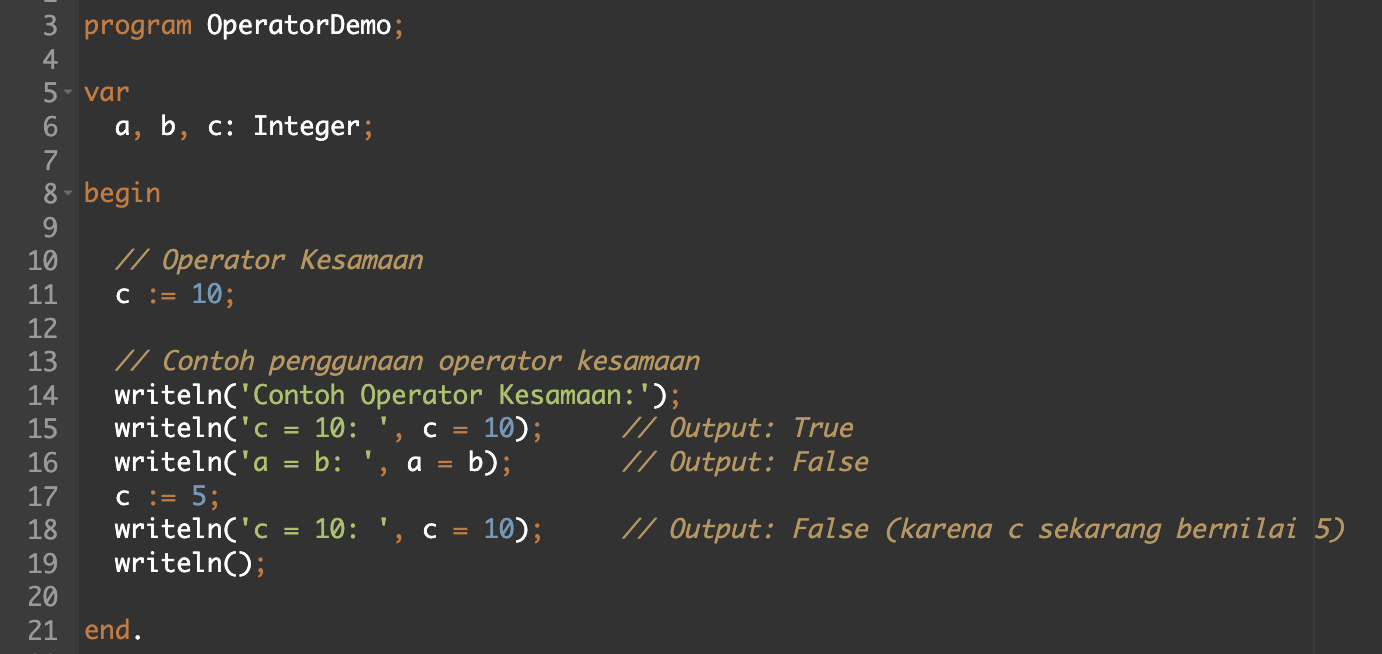 3 program OperatorDemo;
4
5 var
6   a, b, c: Integer;
7
8 begin
9
10   // Operator Kesamaan
11   c := 10;
12
13   // Contoh penggunaan operator kesamaan
14   writeln('Contoh Operator Kesamaan:');
15   writeln('c = 10: ', c = 10);     // Output: True
16   writeln('a = b: ', a = b);       // Output: False
17   c := 5;
18   writeln('c = 10: ', c = 10);     // Output: False (karena c sekarang bernilai 5)
19   writeln();
20
21 end.